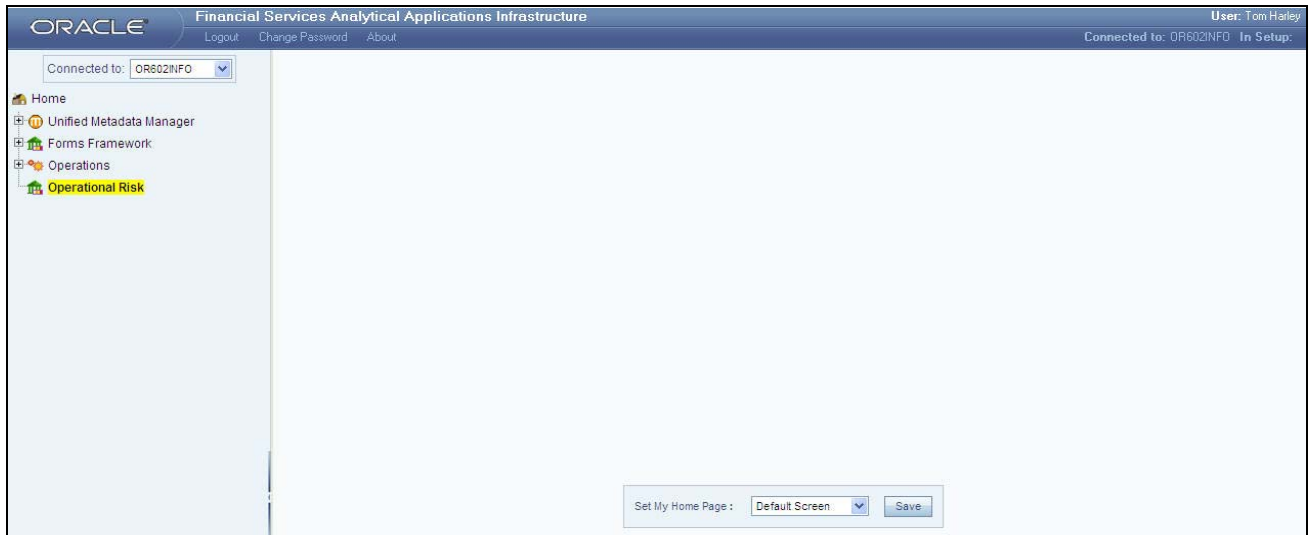 ORACLE
Financial Services Analytical Applications Infrastructure
User: Tom Harley
Logout Change Password About
Connected to: OR602INFO In Setup:
Connected to: OR602INFO
Home
Unified Metadata Manager
Forms Framework
Operations
Operational Risk
Set My Home Page : Default Screen Save